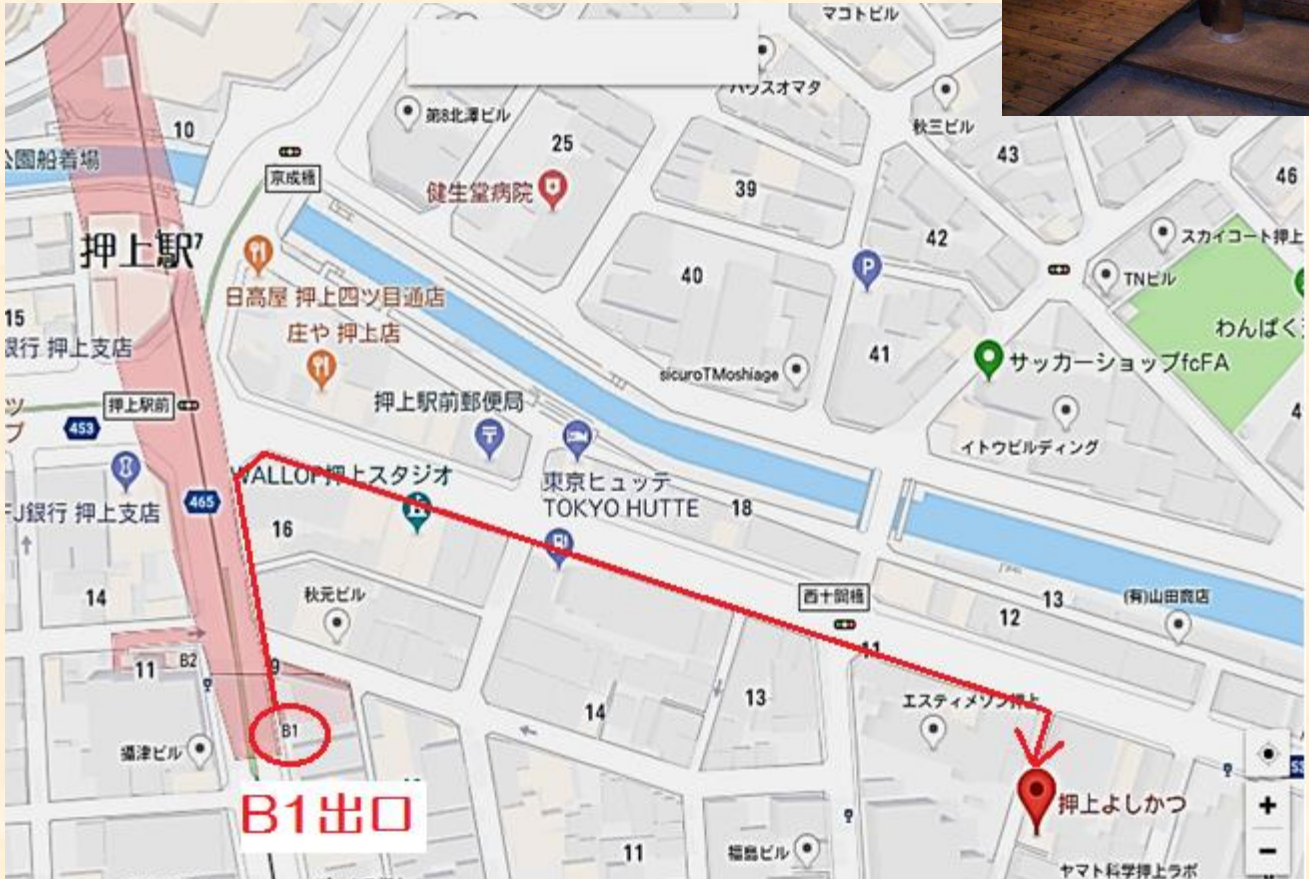 マコトビル
ハウスオマタ
第8北澤ビル
秋三ビル
10
25
43
公園船着場
京成橋
健生堂病院
39
46
押上駅
42
スカイコート押上
40
TNビル
日高屋 押上四ツ目通店
15
庄や 押上店
わんぱく
銀行 押上支店
41
サッカーショップfcFA
sicuroTMoshiage
押上駅前
押上駅前郵便局
453
イトウビルディング
WALLOP押上スタジオ
東京ヒュッテ
TOKYO HUTTE
18
465
FJ銀行 押上支店
16
14
秋元ビル
西十間橋
13
(有)山田商店
12
11
B2
9
11
13
エスティメゾン押上
14
B1
攝津ビル
押上よしかつ
B1出口
11
福島ビル
ヤマト科学押上ラボ